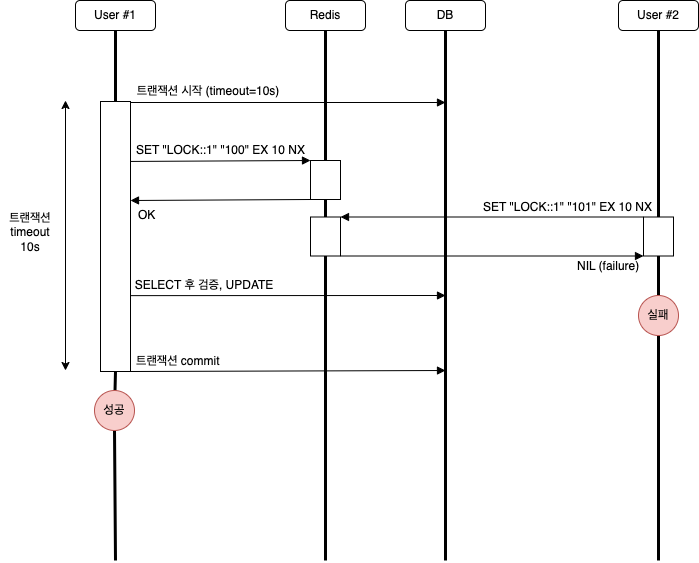 User #1
Redis
DB
User #2
트랜잭션 시작 (timeout=10s)
SET "LOCK::1" "100" EX 10 NX
OK
SET "LOCK::1" "101" EX 10 NX
트랜잭션
timeout
10s
NIL (failure)
SELECT 후 검증, UPDATE
실패
트랜잭션 commit
성공